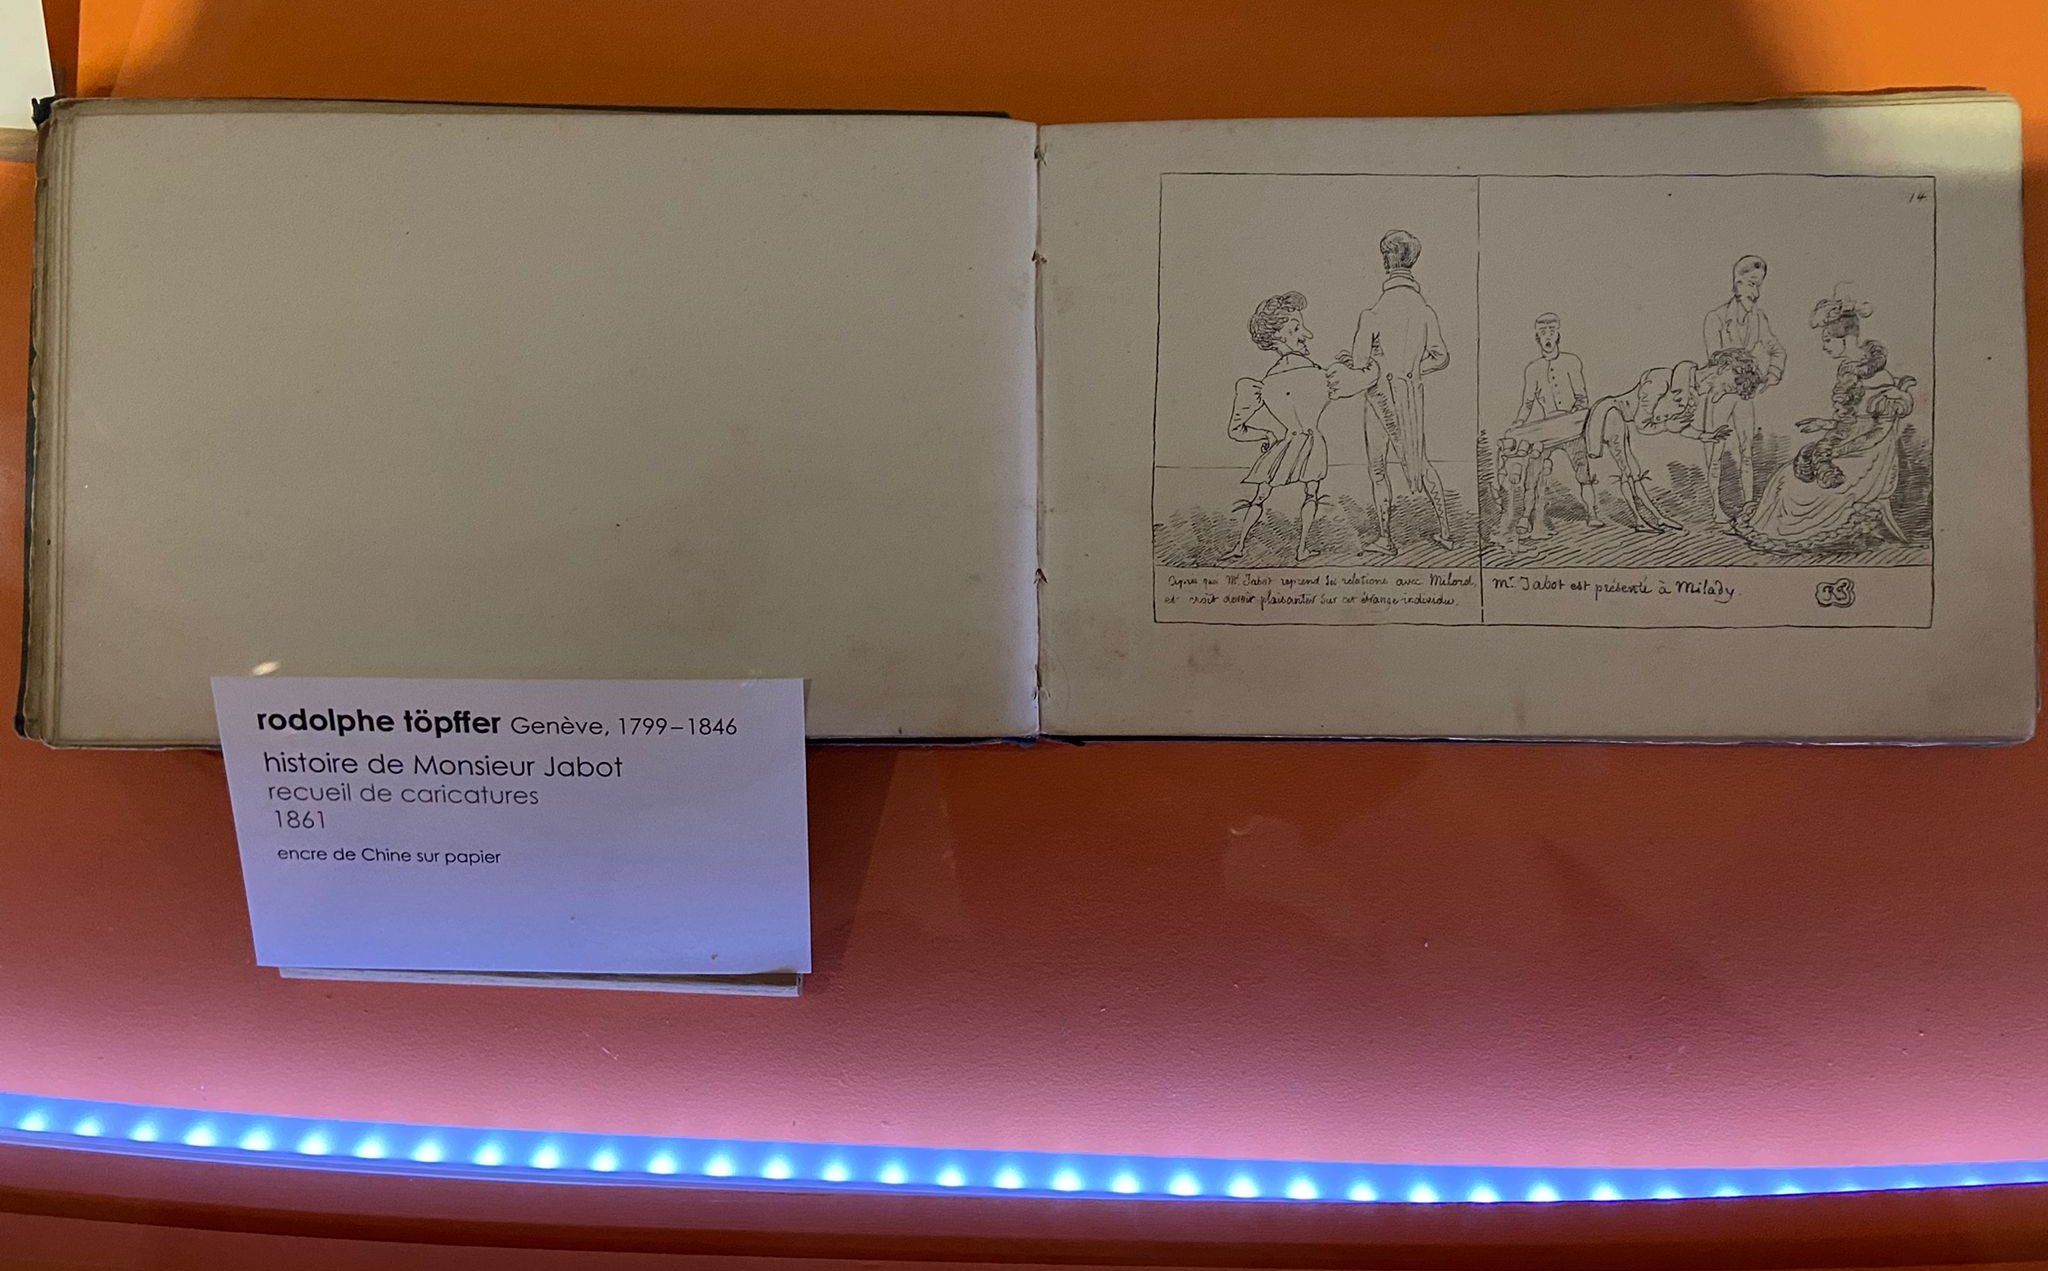 14
Après quoi Mr. Jabot reprend ses relations avec Milord,
et croit devoir plaisanter sur cet étrange individu.
Mr. Jabot est présenté à Milady.
RT
rodolphe töpffer Genève, 1799–1846
histoire de Monsieur Jabot
recueil de caricatures
1861
encre de Chine sur papier